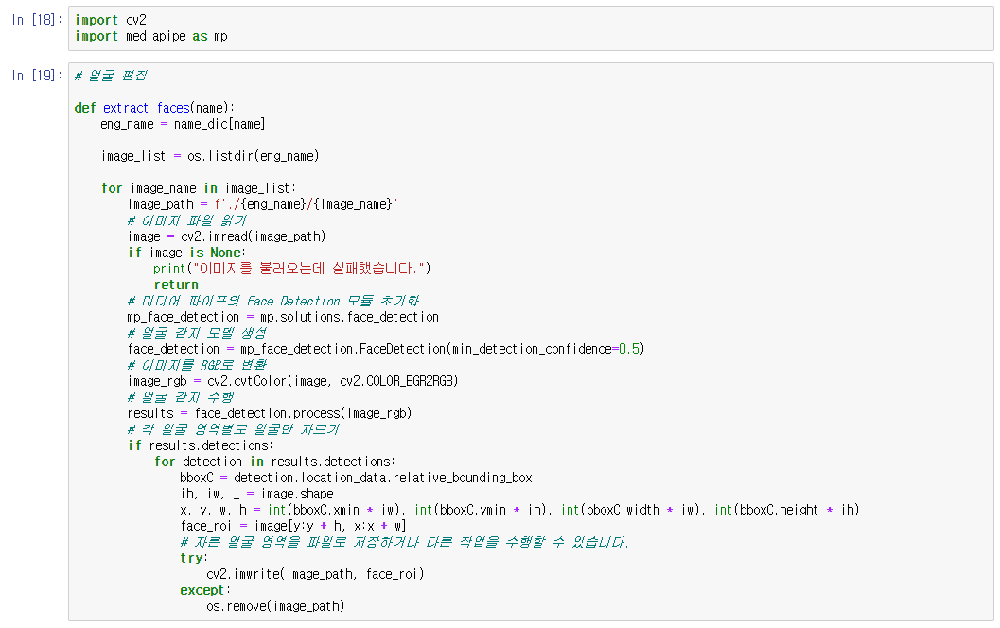 In [18]: import cv2
import mediapipe as mp
In [19]: # 얼굴 편집
def extract_faces(name):
    eng_name = name_dic[name]
    image_list = os.listdir(eng_name)
    for image_name in image_list:
        image_path = f'./{eng_name}/{image_name}'
        # 이미지 파일 읽기
        image = cv2.imread(image_path)
        if image is None:
            print("이미지를 불러오는데 실패했습니다.")
            return
        # 미디어 파이프의 Face Detection 모듈 초기화
        mp_face_detection = mp.solutions.face_detection
        # 얼굴 감지 모델 생성
        face_detection = mp_face_detection.FaceDetection(min_detection_confidence=0.5)
        # 이미지를 RGB로 변환
        image_rgb = cv2.cvtColor(image, cv2.COLOR_BGR2RGB)
        # 얼굴 감지 수행
        results = face_detection.process(image_rgb)
        # 각 얼굴 영역별로 얼굴만 자르기
        if results.detections:
            for detection in results.detections:
                bboxC = detection.location_data.relative_bounding_box
                ih, iw, _ = image.shape
                x, y, w, h = int(bboxC.xmin * iw), int(bboxC.ymin * ih), int(bboxC.width * iw), int(bboxC.height * ih)
                face_roi = image[y:y + h, x:x + w]
                # 자른 얼굴 영역을 파일로 저장하거나 다른 작업을 수행할 수 있습니다.
                try:
                    cv2.imwrite(image_path, face_roi)
                except:
                    os.remove(image_path)